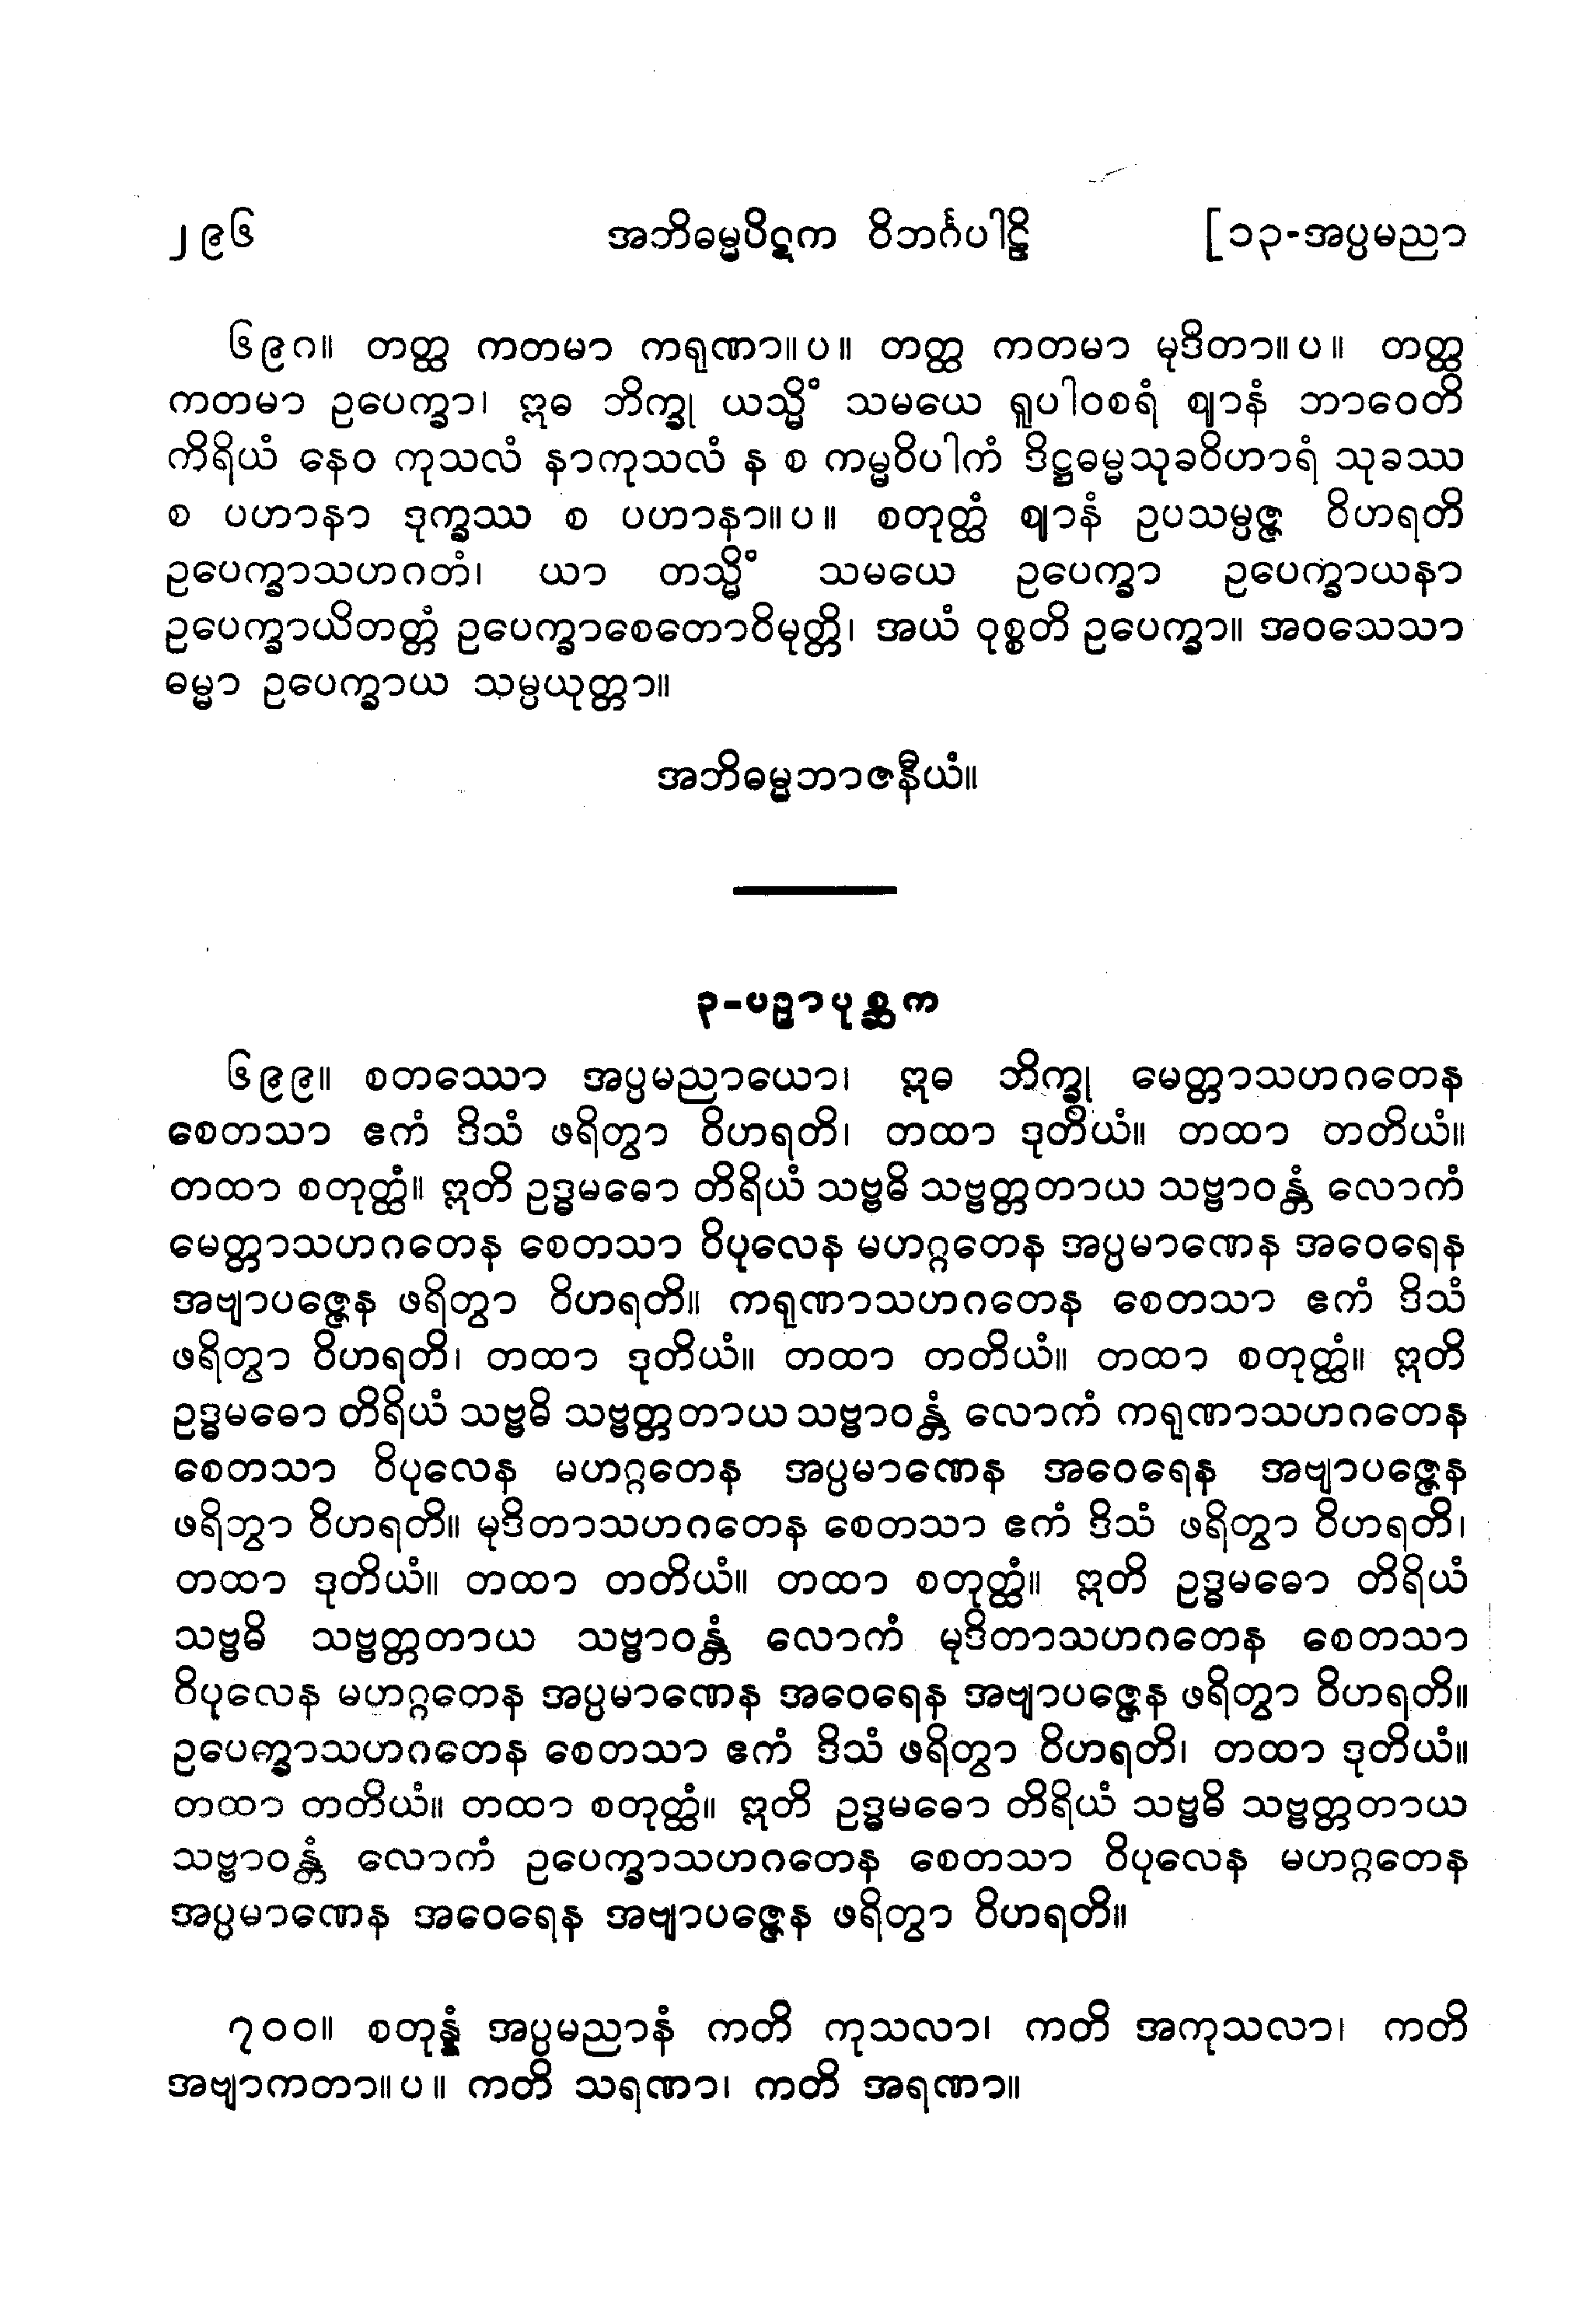 ၂၉၆ အဘိဓမ္မပိဋက ဝိဘင်္ဂပါဠိ [၁၃-အပ္ပမညာ
၆၉၈။ တတ္ထ ကတမာ ကရုဏာ။ပ။ တတ္ထ ကတမာ မုဒိတာ။ပ။ တတ္ထ
ကတမာ ဥပေက္ခာ၊ ဣဓ ဘိက္ခု ယသ္မိံ သမယေ ရူပါဝစရံ ဈာနံ ဘာဝေတိ
ကိရိယံ နေဝ ကုသလံ နာကုသလံ န စ ကမ္မဝိပါကံ ဒိဋ္ဌဓမ္မသုခဝိဟာရံ သုခဿ
စ ပဟာနာ ဒုက္ခဿ စ ပဟာနာ။ပ။ စတုတ္ထံ ဈာနံ ဥပသမ္ပဇ္ဇ ဝိဟရတိ
ဥပေက္ခာသဟဂတံ၊ ယာ တသ္မိံ သမယေ ဥပေက္ခာ ဥပေက္ခာယနာ
ဥပေက္ခာယိတတ္တံ ဥပေက္ခာစေတောဝိမုတ္တိ၊ အယံ ဝုစ္စတိ ဥပေက္ခာ။ အဝသေသာ
ဓမ္မာ ဥပေက္ခာယ သမ္ပယုတ္တာ။
အဘိဓမ္မဘာဇနီယံ။
၃-ပဉှာပုစ္ဆက
၆၉၉။ စတဿော အပ္ပမညာယော၊ ဣဓ ဘိက္ခု မေတ္တာသဟဂတေန
စေတသာ ဧကံ ဒိသံ ဖရိတွာ ဝိဟရတိ၊ တထာ ဒုတိယံ။ တထာ တတိယံ။
တထာ စတုတ္ထံ။ ဣတိ ဥဒ္ဓမဓော တိရိယံ သဗ္ဗဓိ သဗ္ဗတ္တတာယ သဗ္ဗာဝန္တံ လောကံ
မေတ္တာသဟဂတေန စေတသာ ဝိပုလေန မဟဂ္ဂတေန အပ္ပမာဏေန အဝေရေန
အဗျာပဇ္ဇေန ဖရိတွာ ဝိဟရတိ။ ကရုဏာသဟဂတေန စေတသာ ဧကံ ဒိသံ
ဖရိတွာ ဝိဟရတိ၊ တထာ ဒုတိယံ။ တထာ တတိယံ။ တထာ စတုတ္ထံ။ ဣတိ
ဥဒ္ဓမဓော တိရိယံ သဗ္ဗဓိ သဗ္ဗတ္တတာယ သဗ္ဗာဝန္တံ လောကံ ကရုဏာသဟဂတေန
စေတသာ ဝိပုလေန မဟဂ္ဂတေန အပ္ပမာဏေန အဝေရေန အဗျာပဇ္ဇေန
ဖရိတွာ ဝိဟရတိ။ မုဒိတာသဟဂတေန စေတသာ ဧကံ ဒိသံ ဖရိတွာ ဝိဟရတိ၊
တထာ ဒုတိယံ။ တထာ တတိယံ။ တထာ စတုတ္ထံ။ ဣတိ ဥဒ္ဓမဓော တိရိယံ
သဗ္ဗဓိ သဗ္ဗတ္တတာယ သဗ္ဗာဝန္တံ လောကံ မုဒိတာသဟဂတေန စေတသာ
ဝိပုလေန မဟဂ္ဂတေန အပ္ပမာဏေန အဝေရေန အဗျာပဇ္ဇေန ဖရိတွာ ဝိဟရတိ။
ဥပေက္ခာသဟဂတေန စေတသာ ဧကံ ဒိသံ ဖရိတွာ ဝိဟရတိ၊ တထာ ဒုတိယံ။
တထာ တတိယံ။ တထာ စတုတ္ထံ။ ဣတိ ဥဒ္ဓမဓော တိရိယံ သဗ္ဗဓိ သဗ္ဗတ္တတာယ
သဗ္ဗာဝန္တံ လောကံ ဥပေက္ခာသဟဂတေန စေတသာ ဝိပုလေန မဟဂ္ဂတေန
အပ္ပမာဏေန အဝေရေန အဗျာပဇ္ဇေန ဖရိတွာ ဝိဟရတိ။
၇၀၀။ စတုန္နံ အပ္ပမညာနံ ကတိ ကုသလာ၊ ကတိ အကုသလာ၊ ကတိ
အဗျာကတာ။ပ။ ကတိ သရဏာ၊ ကတိ အရဏာ။